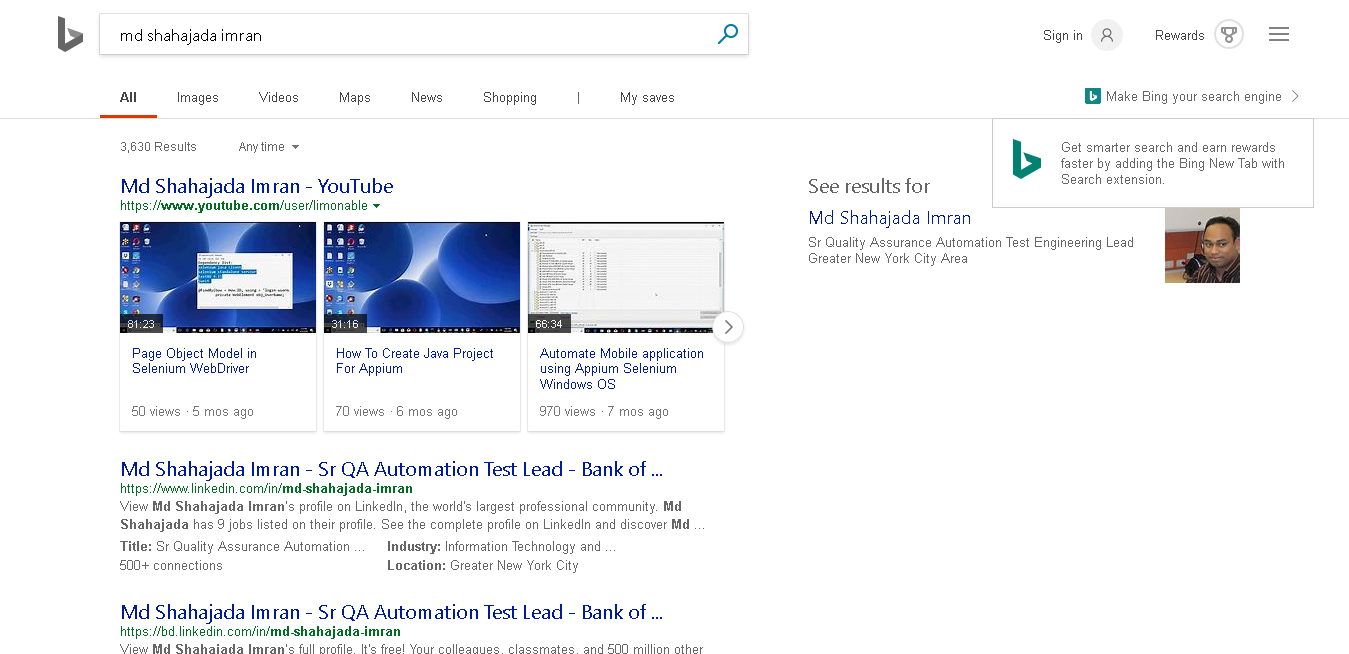 md shahajada imran
Sign in
Rewards
All
Images
Videos
Maps
News
Shopping
|
My saves
Make Bing your search engine
3,630 Results
Any time
Get smarter search and earn rewards
faster by adding the Bing New Tab with
Search extension.
Md Shahajada Imran - YouTube
https://www.youtube.com/user/limonable
81:23
31:16
66:34
Page Object Model in
Selenium WebDriver
50 views · 5 mos ago
How To Create Java Project
For Appium
70 views · 6 mos ago
Automate Mobile application
using Appium Selenium
Windows OS
970 views · 7 mos ago
See results for
Md Shahajada Imran
Sr Quality Assurance Automation Test Engineering Lead
Greater New York City Area
Md Shahajada Imran - Sr QA Automation Test Lead - Bank of ...
https://www.linkedin.com/in/md-shahajada-imran
View Md Shahajada Imran's profile on LinkedIn, the world's largest professional community. Md
Shahajada has 9 jobs listed on their profile. See the complete profile on LinkedIn and discover Md ...
Title: Sr Quality Assurance Automation ...
Industry: Information Technology and ...
500+ connections
Location: Greater New York City
Md Shahajada Imran - Sr QA Automation Test Lead - Bank of ...
https://bd.linkedin.com/in/md-shahajada-imran
View Md Shahajada Imran's full profile. It's free! Your colleagues, classmates, and 500 million other